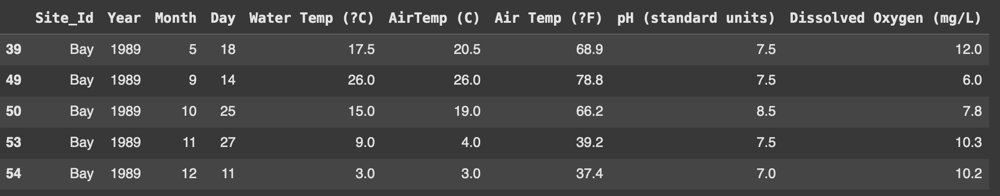 Site_Id Year Month Day Water Temp (?C) AirTemp (C) Air Temp (?F) pH (standard units) Dissolved Oxygen (mg/L)
39 Bay 1989 5 18 17.5 20.5 68.9 7.5 12.0
49 Bay 1989 9 14 26.0 26.0 78.8 7.5 6.0
50 Bay 1989 10 25 15.0 19.0 66.2 8.5 7.8
53 Bay 1989 11 27 9.0 4.0 39.2 7.5 10.3
54 Bay 1989 12 11 3.0 3.0 37.4 7.0 10.2